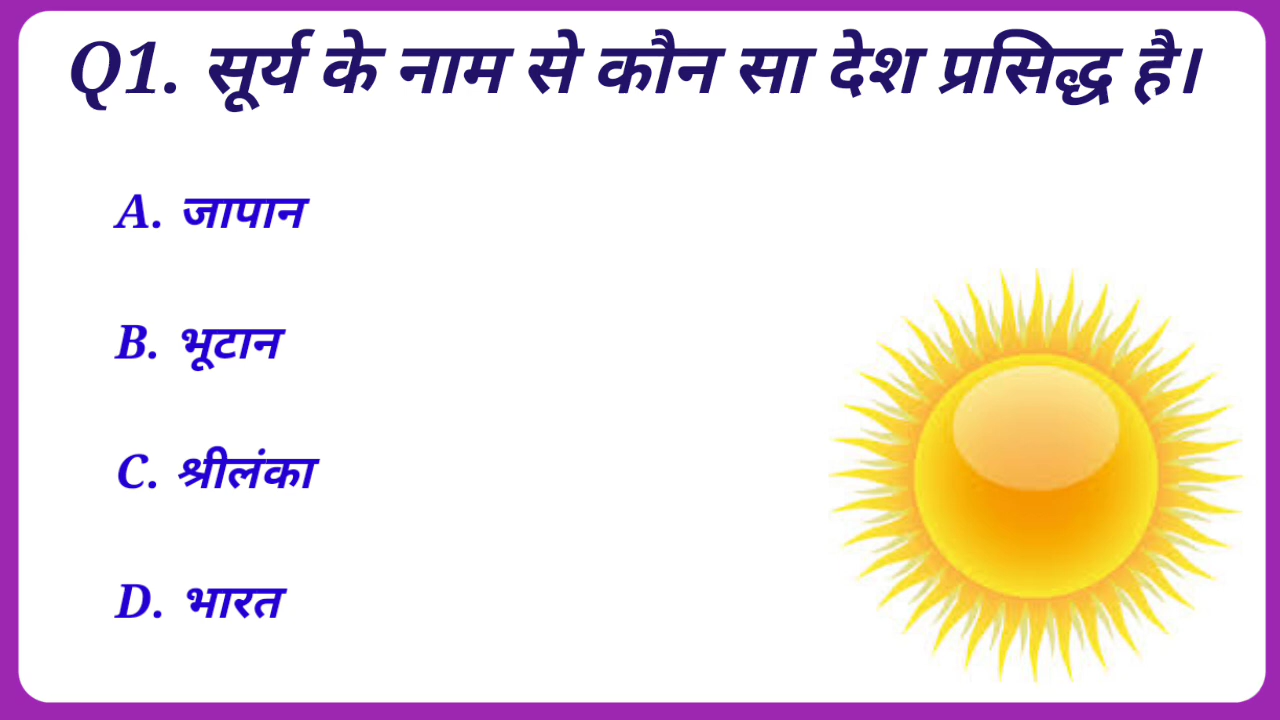 Q1. सूर्य के नाम से कौन सा देश प्रसिद्ध है।
A. जापान
B. भूटान
C. श्रीलंका
D. भारत